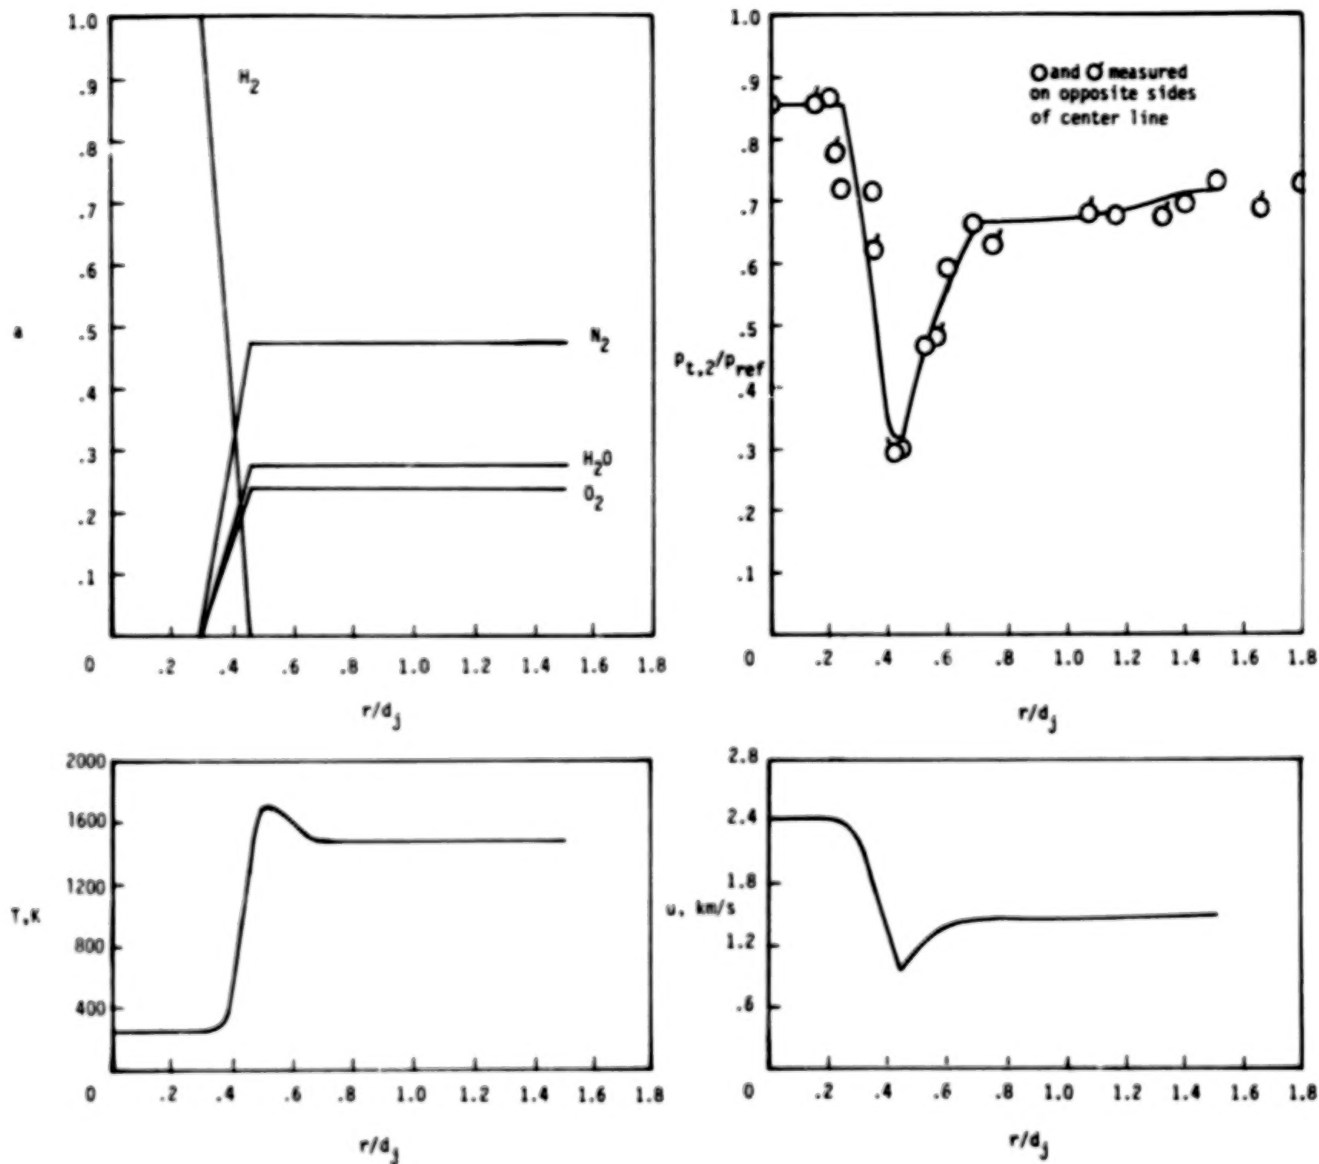 1.0
.9
.8
.7
.6
.5
.4
.3
.2
.1
a
H2
N2
H2O
O2
0 .2 .4 .6 .8 1.0 1.2 1.4 1.6 1.8
r/dj
1.0
.9
.8
.7
.6
.5
.4
.3
.2
.1
pt,2/pref
O and O measured
on opposite sides
of center line
0 .2 .4 .6 .8 1.0 1.2 1.4 1.6 1.8
r/dj
2000
1600
1200
800
400
T,K
0 .2 .4 .6 .8 1.0 1.2 1.4 1.6 1.8
r/dj
2.8
2.4
1.8
1.2
.6
u, km/s
0 .2 .4 .6 .8 1.0 1.2 1.4 1.6 1.8
r/dj